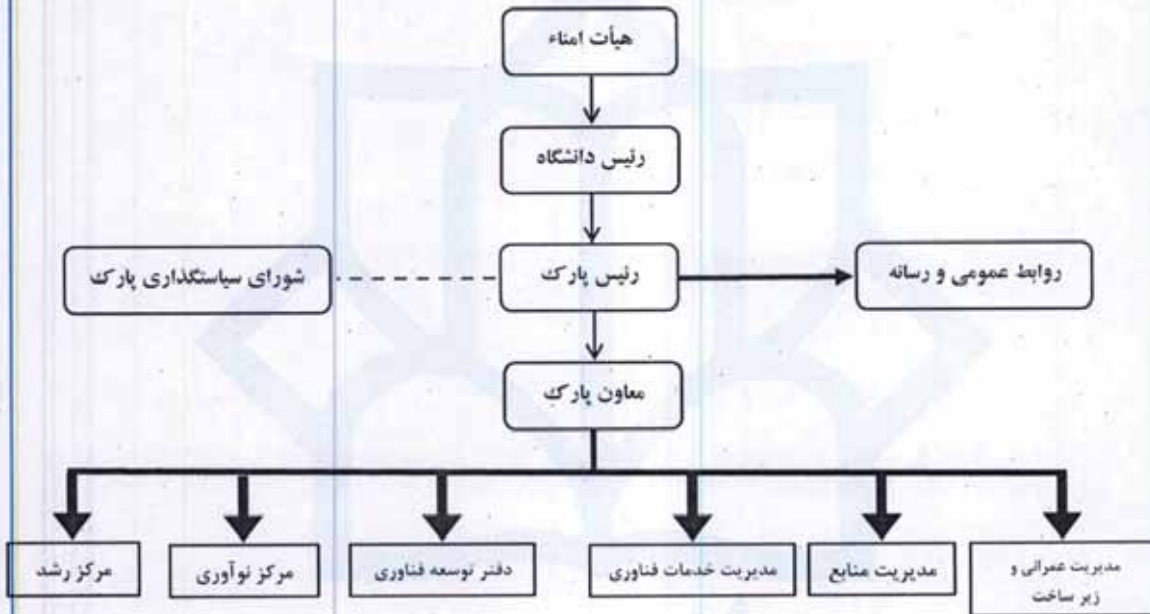 هیأت امناء
رئیس دانشگاه
روابط عمومی و رسانه
رئیس پارک
شورای سیاستگذاری پارک
معاون پارک
مدیریت عمرانی و
زیر ساخت
مدیریت منابع
مدیریت خدمات فناوری
دفتر توسعه فناوری
مرکز نوآوری
مرکز رشد